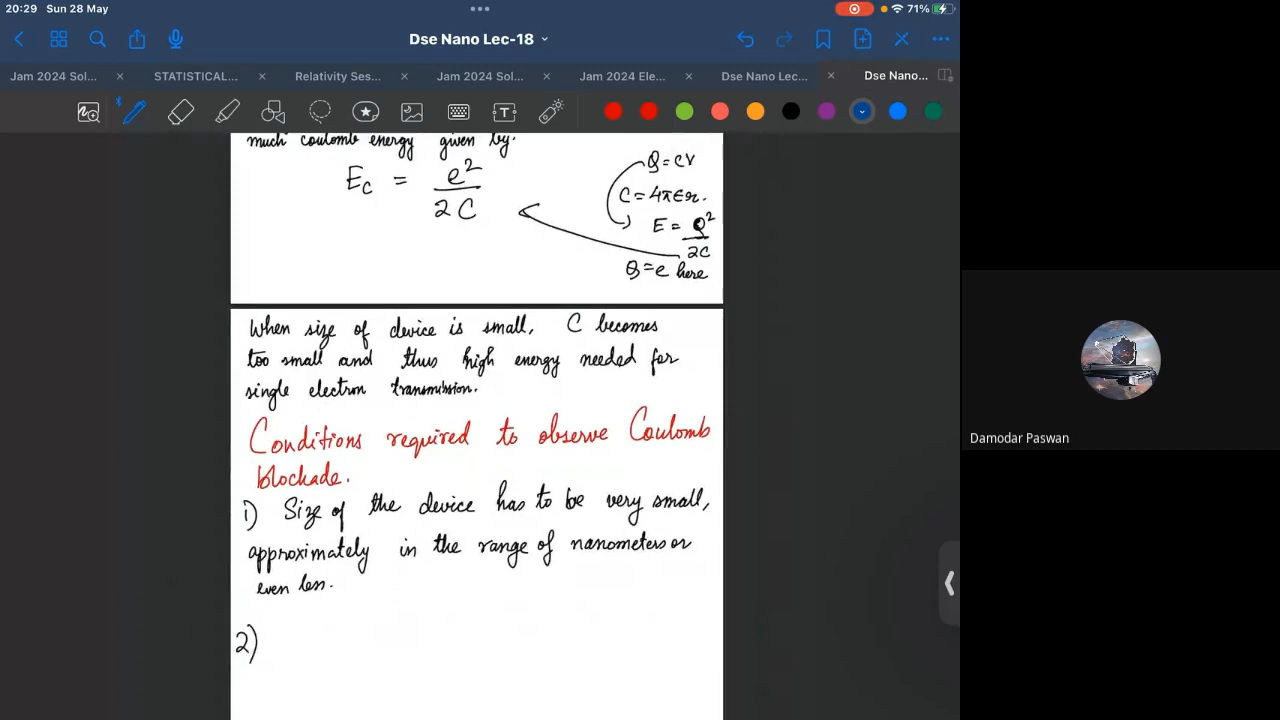 20:29 Sun 28 May
71%
Dse Nano Lec-18
Jam 2024 Sol...
STATISTICAL...
Relativity Ses...
Jam 2024 Sol...
Jam 2024 Ele...
Dse Nano Lec...
Dse Nano...
much coulomb energy given by.
E_C = e²/2C
Q = CV
C = 4πϵr.
E = Q²/2C
Q = e here
When size of device is small, C becomes
too small and thus high energy needed for
single electron transmission.
Conditions required to observe Coulomb
blockade.
1) Size of the device has to be very small,
approximately in the range of nanometers or
even less.
2)
Damodar Paswan